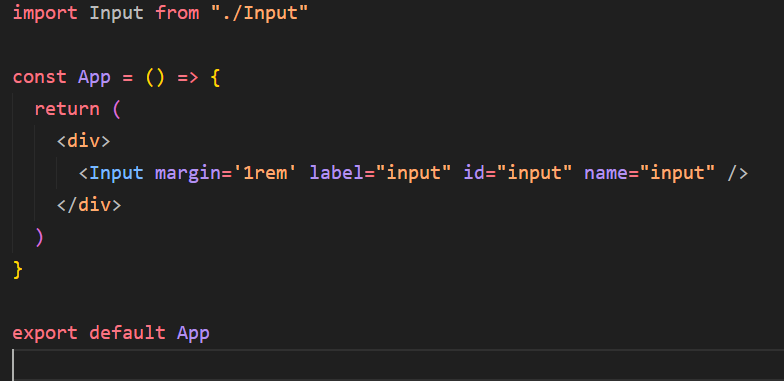 import Input from "./Input"
const App = () => {
return (
<div>
<Input margin='1rem' label="input" id="input" name="input" />
</div>
)
}
export default App